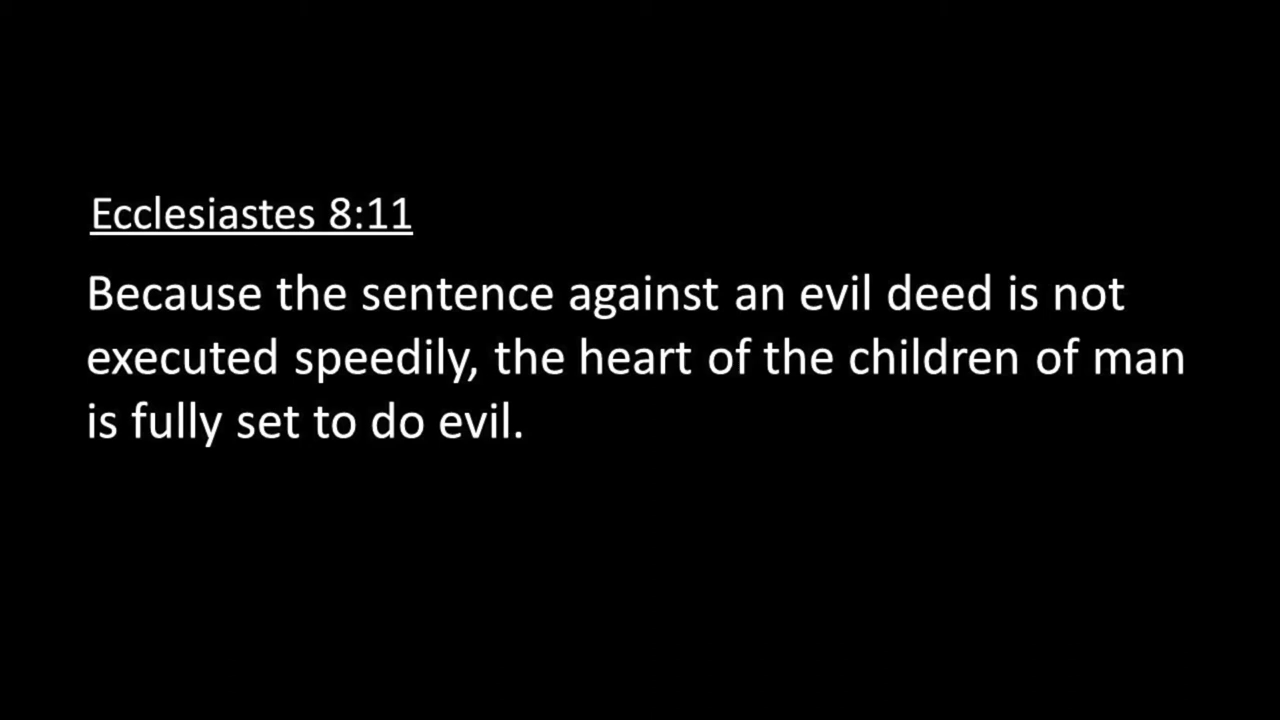 Ecclesiastes 8:11
Because the sentence against an evil deed is not
executed speedily, the heart of the children of man
is fully set to do evil.